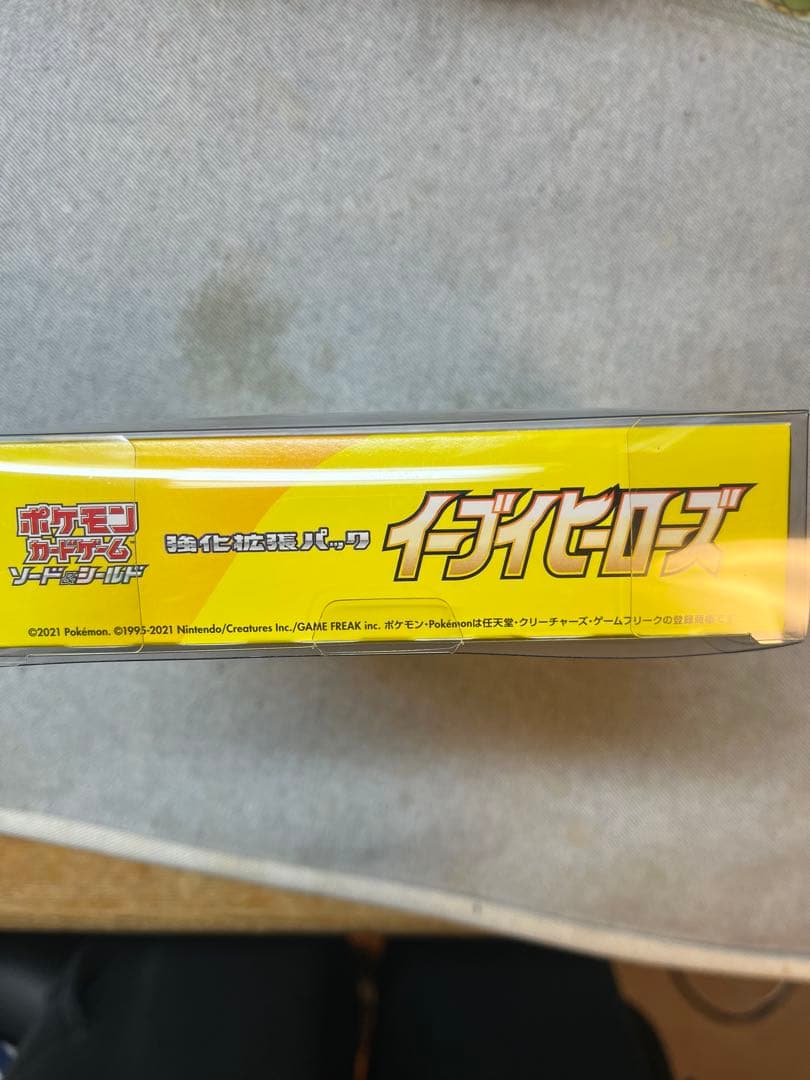 ポケモン
カードゲーム™
ソード&シールド
強化拡張パック
イーブイヒーローズ
©2021 Pokémon. ©1995-2021 Nintendo/Creatures Inc./GAME FREAK inc. ポケモン・Pokémonは任天堂・クリーチャーズ・ゲームフリークの登録商標です